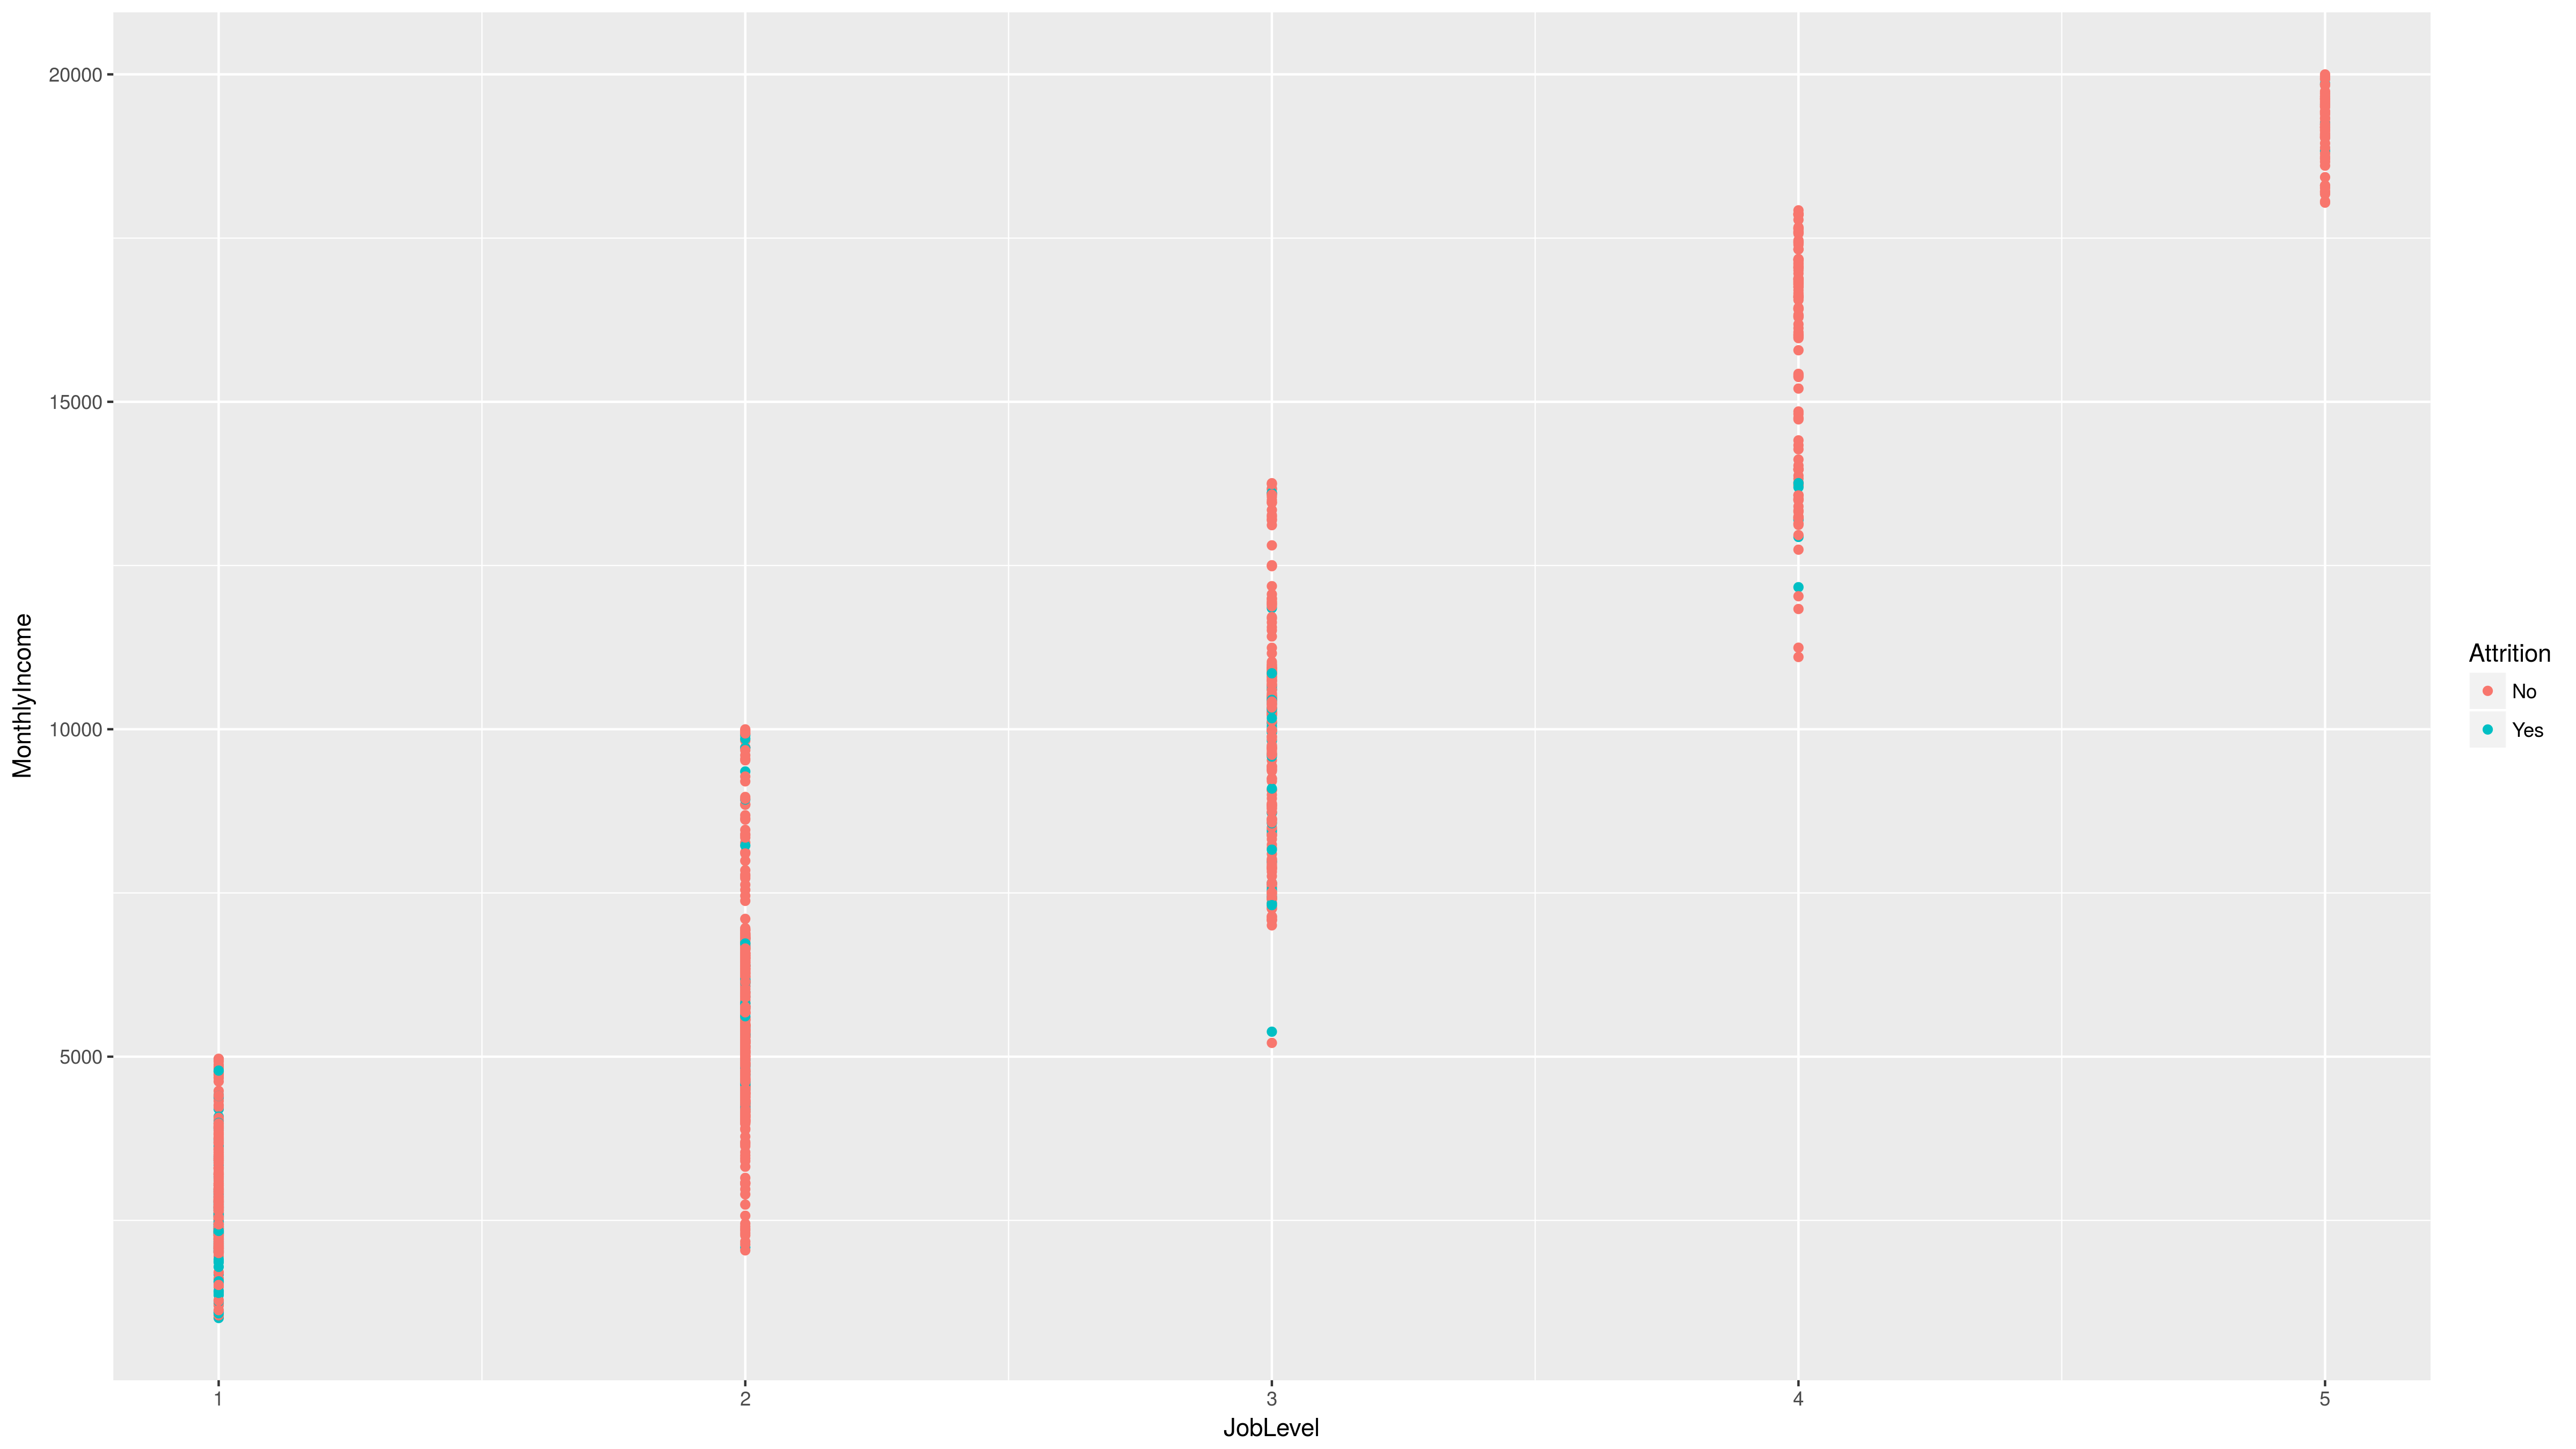 MonthlyIncome
20000
15000
10000
5000
1 2 3 4 5
JobLevel
Attrition
No
Yes